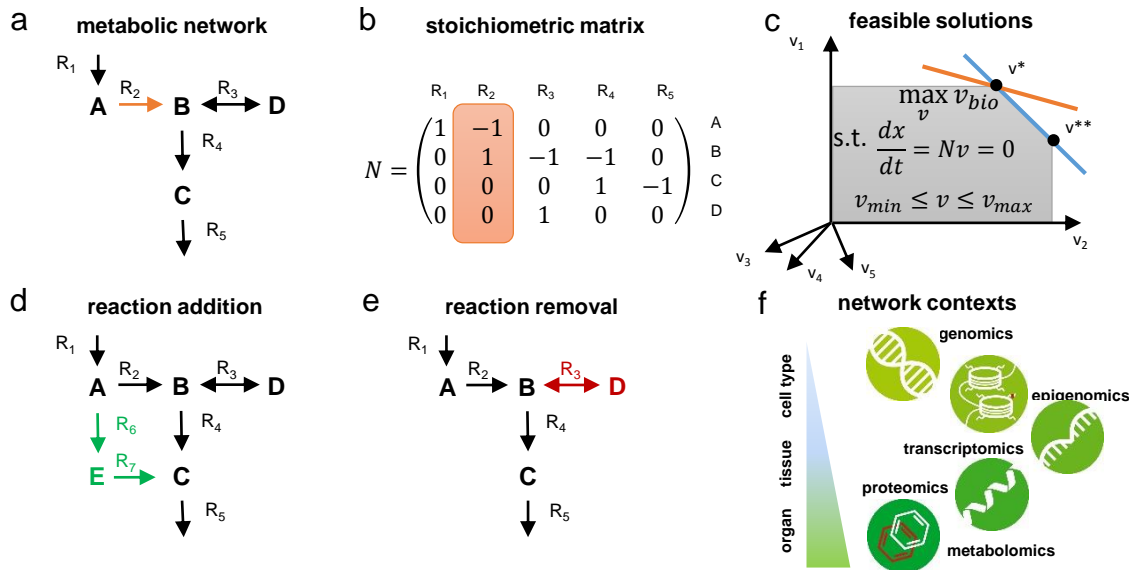 a
metabolic network
R1
R2
R3
A
B
D
R4
C
R5
b
stoichiometric matrix
R1 R2 R3 R4 R5
1 −1 0 0 0 A
0 1 −1 −1 0 B
N =
0 0 0 1 −1 C
0 0 1 0 0 D
c
feasible solutions
v1
v*
max v_bio
v
v**
s.t. dx/dt = Nv = 0
v_min ≤ v ≤ v_max
v2
v3
v4
v5
d
reaction addition
R1
R2
R3
A
B
D
R6
R4
R7
E
C
R5
e
reaction removal
R1
R2
R3
A
B
D
R4
C
R5
f
network contexts
genomics
cell type
epigenomics
transcriptomics
tissue
proteomics
organ
metabolomics